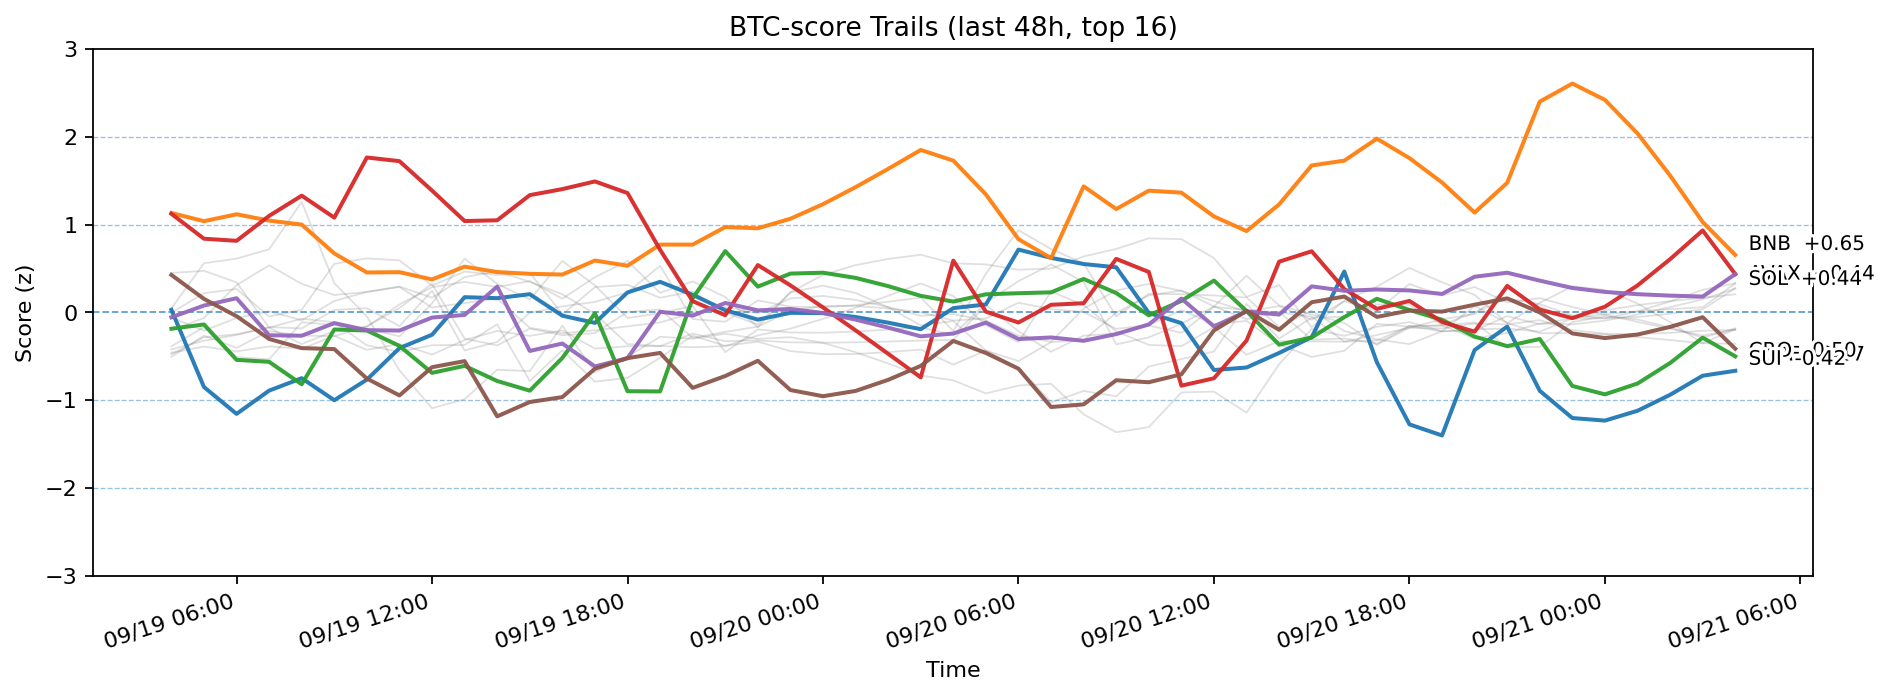 BTC-score Trails (last 48h, top 16)
Score (z)
3
2
1
0
−1
−2
−3
BNB +0.65
SOL +0.44
SUI -0.42
09/19 06:00
09/19 12:00
09/19 18:00
09/20 00:00
09/20 06:00
09/20 12:00
09/20 18:00
09/21 00:00
09/21 06:00
Time